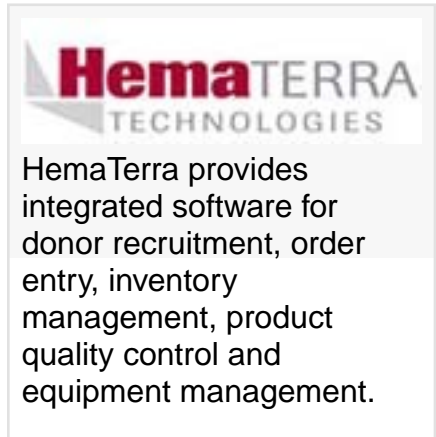 HemaTERRA
TECHNOLOGIES
HemaTerra provides
integrated software for
donor recruitment, order
entry, inventory
management, product
quality control and
equipment management.